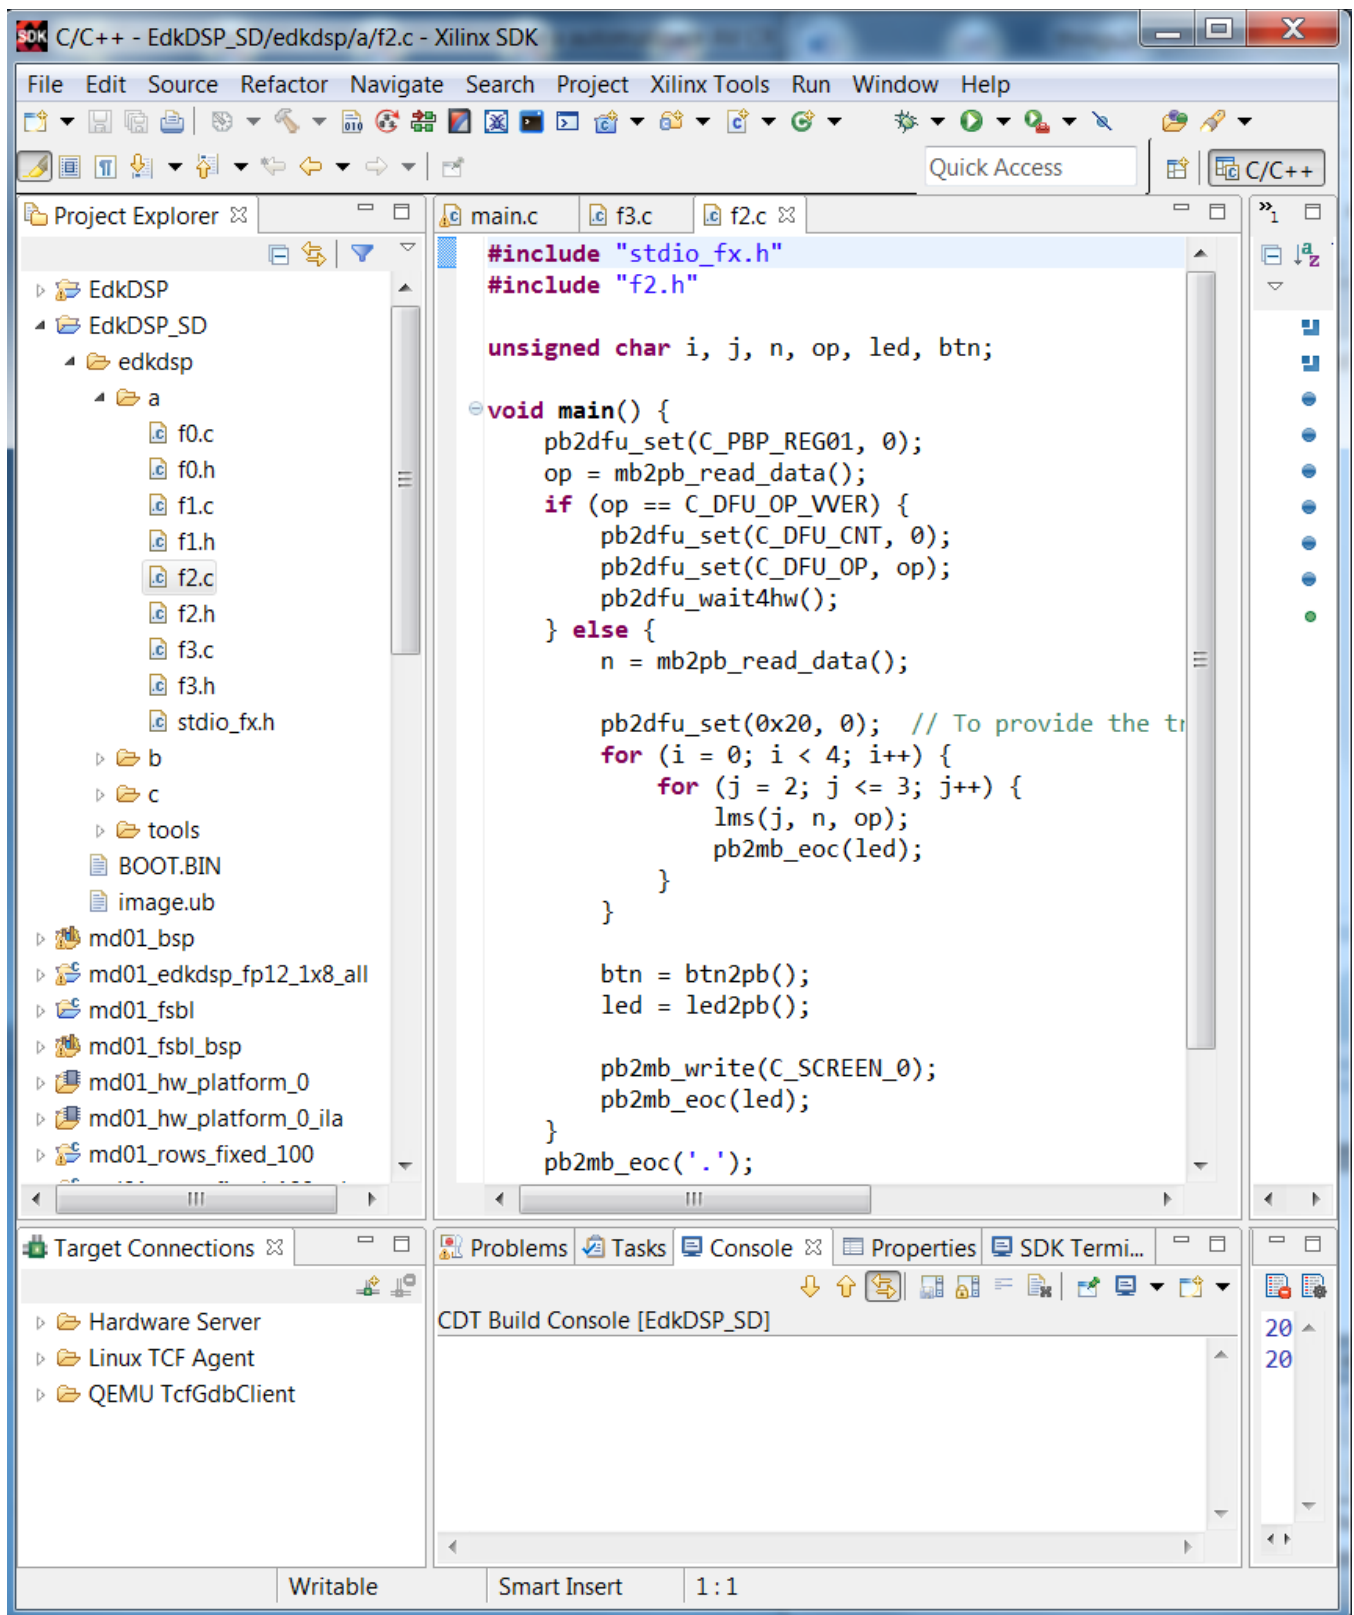 SDK C/C++ - EdkDSP_SD/edkdsp/a/f2.c - Xilinx SDK
File Edit Source Refactor Navigate Search Project Xilinx Tools Run Window Help
Quick Access
C/C++
Project Explorer
EdkDSP
EdkDSP_SD
edkdsp
a
f0.c
f0.h
f1.c
f1.h
f2.c
f2.h
f3.c
f3.h
stdio_fx.h
b
c
tools
BOOT.BIN
image.ub
md01_bsp
md01_edkdsp_fp12_1x8_all
md01_fsbl
md01_fsbl_bsp
md01_hw_platform_0
md01_hw_platform_0_ila
md01_rows_fixed_100
main.c f3.c f2.c
#include "stdio_fx.h"
#include "f2.h"
unsigned char i, j, n, op, led, btn;
void main() {
pb2dfu_set(C_PBP_REG01, 0);
op = mb2pb_read_data();
if (op == C_DFU_OP_VVER) {
pb2dfu_set(C_DFU_CNT, 0);
pb2dfu_set(C_DFU_OP, op);
pb2dfu_wait4hw();
} else {
n = mb2pb_read_data();
pb2dfu_set(0x20, 0);  // To provide the tr
for (i = 0; i < 4; i++) {
for (j = 2; j <= 3; j++) {
lms(j, n, op);
pb2mb_eoc(led);
}
}
btn = btn2pb();
led = led2pb();
pb2mb_write(C_SCREEN_0);
pb2mb_eoc(led);
}
pb2mb_eoc('.');
Target Connections
Hardware Server
Linux TCF Agent
QEMU TcfGdbClient
Problems Tasks Console Properties SDK Termi...
CDT Build Console [EdkDSP_SD]
20
20
Writable Smart Insert 1 : 1